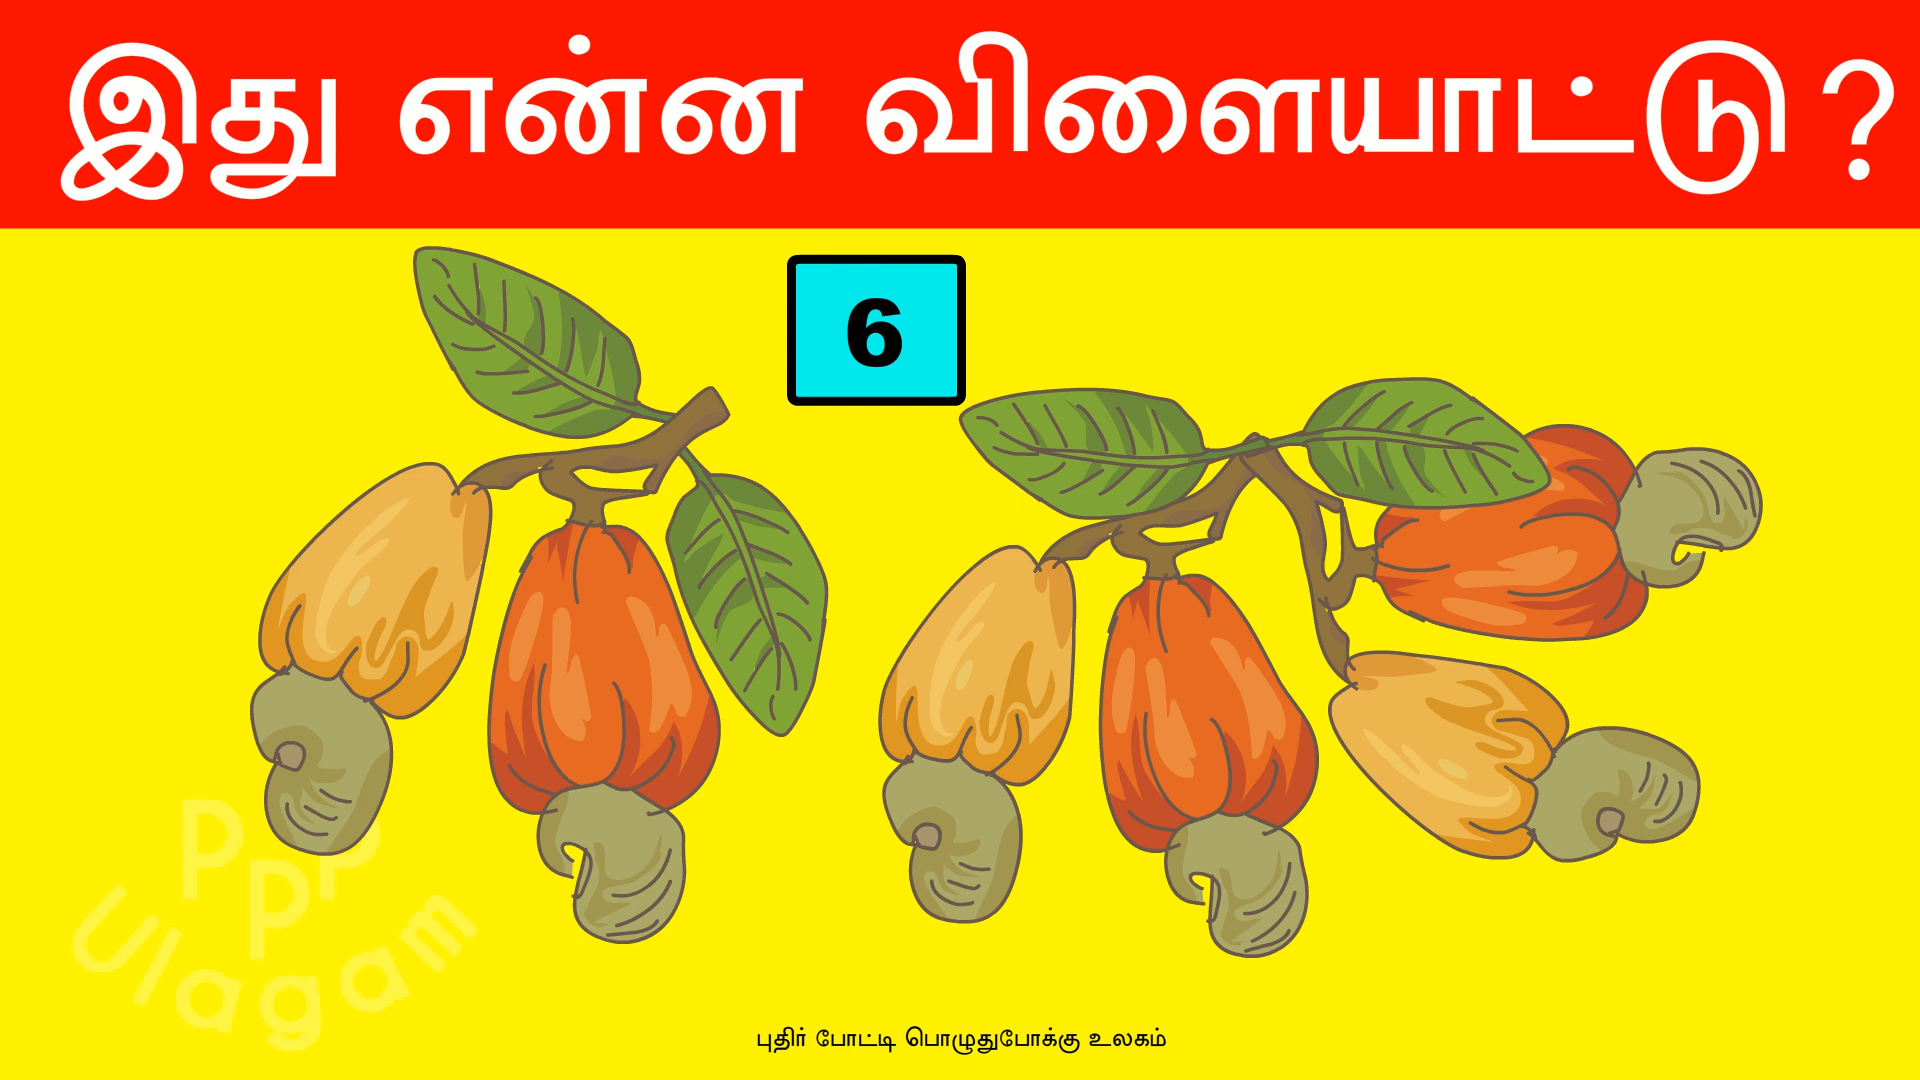 இது என்ன விளையாட்டு ?
6
PPP
Ulagam
புதிர் போட்டி பொழுதுபோக்கு உலகம்